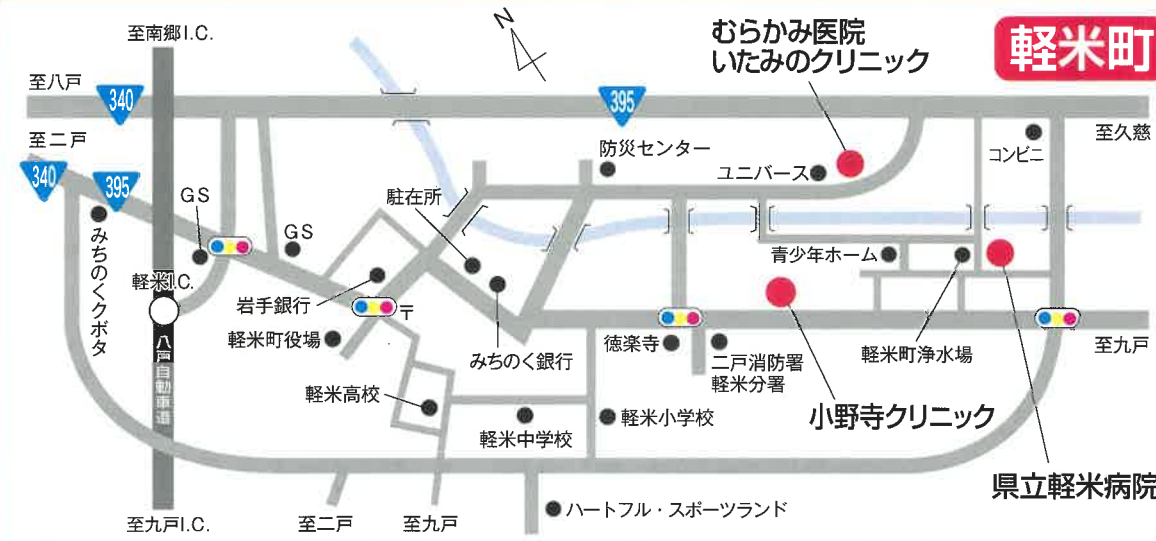 至南郷I.C.
N
むらかみ医院
いたみのクリニック
軽米町
至八戸
340
395
至久慈
至二戸
340
395
GS
GS
防災センター
ユニバース
コンビニ
駐在所
みちのくクボタ
軽米I.C.
岩手銀行
〒
青少年ホーム
八戸自動車道
軽米町役場
みちのく銀行
徳楽寺
二戸消防署
軽米分署
軽米町浄水場
至九戸
軽米高校
軽米中学校
軽米小学校
小野寺クリニック
県立軽米病院
ハートフル・スポーツランド
至九戸I.C.
至二戸
至九戸